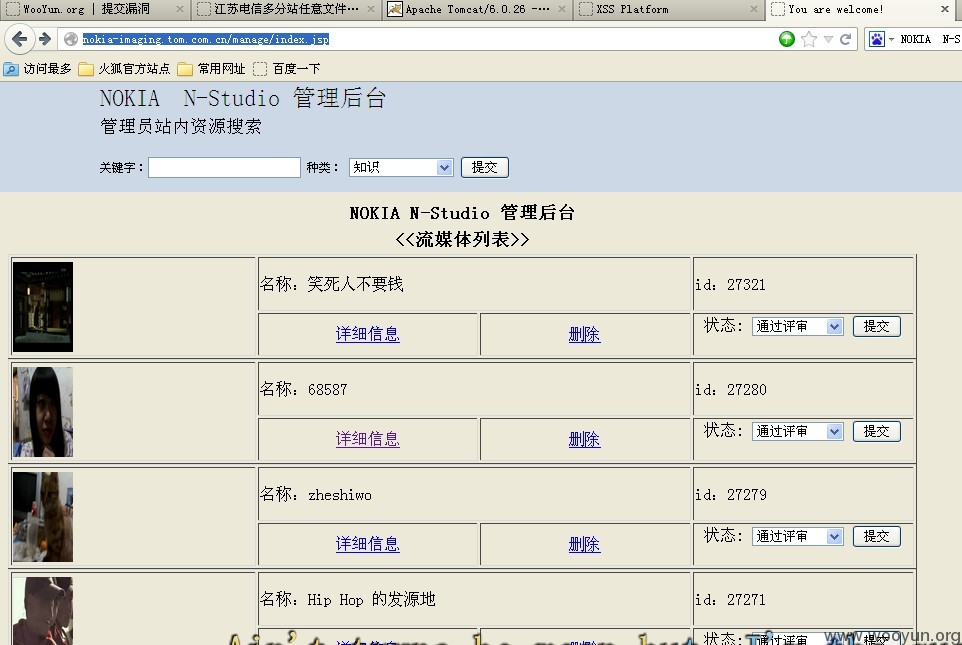 WooYun.org | 提交漏洞
江苏电信多分站任意文件···
Apache Tomcat/6.0.26 -···
XSS Platform
You are welcome!
nokia-imaging.tom.com.cn/manage/index.jsp
NOKIA N-S
访问最多 火狐官方站点 常用网址 百度一下
NOKIA N-Studio 管理后台
管理员站内资源搜索
关键字： 种类： 知识 提交
NOKIA N-Studio 管理后台
<<流媒体列表>>
名称：笑死人不要钱 id：27321
详细信息 删除 状态： 通过评审 提交
名称：68587 id：27280
详细信息 删除 状态： 通过评审 提交
名称：zheshiwo id：27279
详细信息 删除 状态： 通过评审 提交
名称：Hip Hop 的发源地 id：27271
详细信息 删除 状态： 通过评审 提交
www.wooyun.org